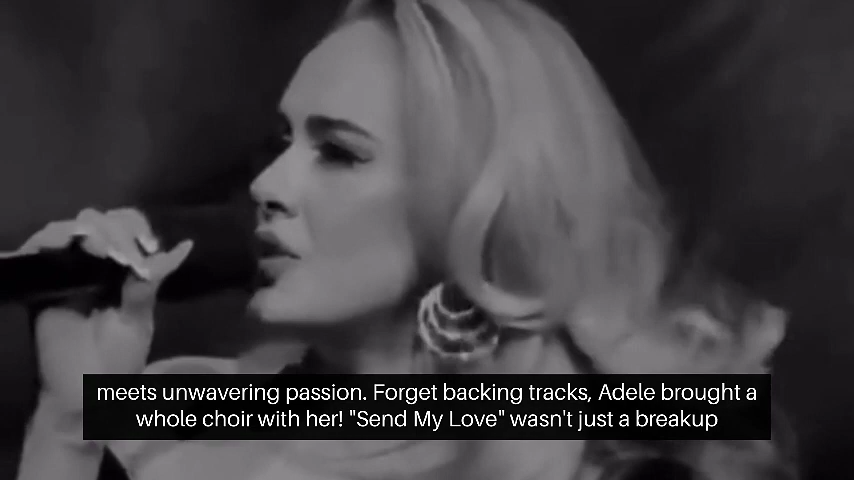 meets unwavering passion. Forget backing tracks, Adele brought a
whole choir with her! "Send My Love" wasn't just a breakup